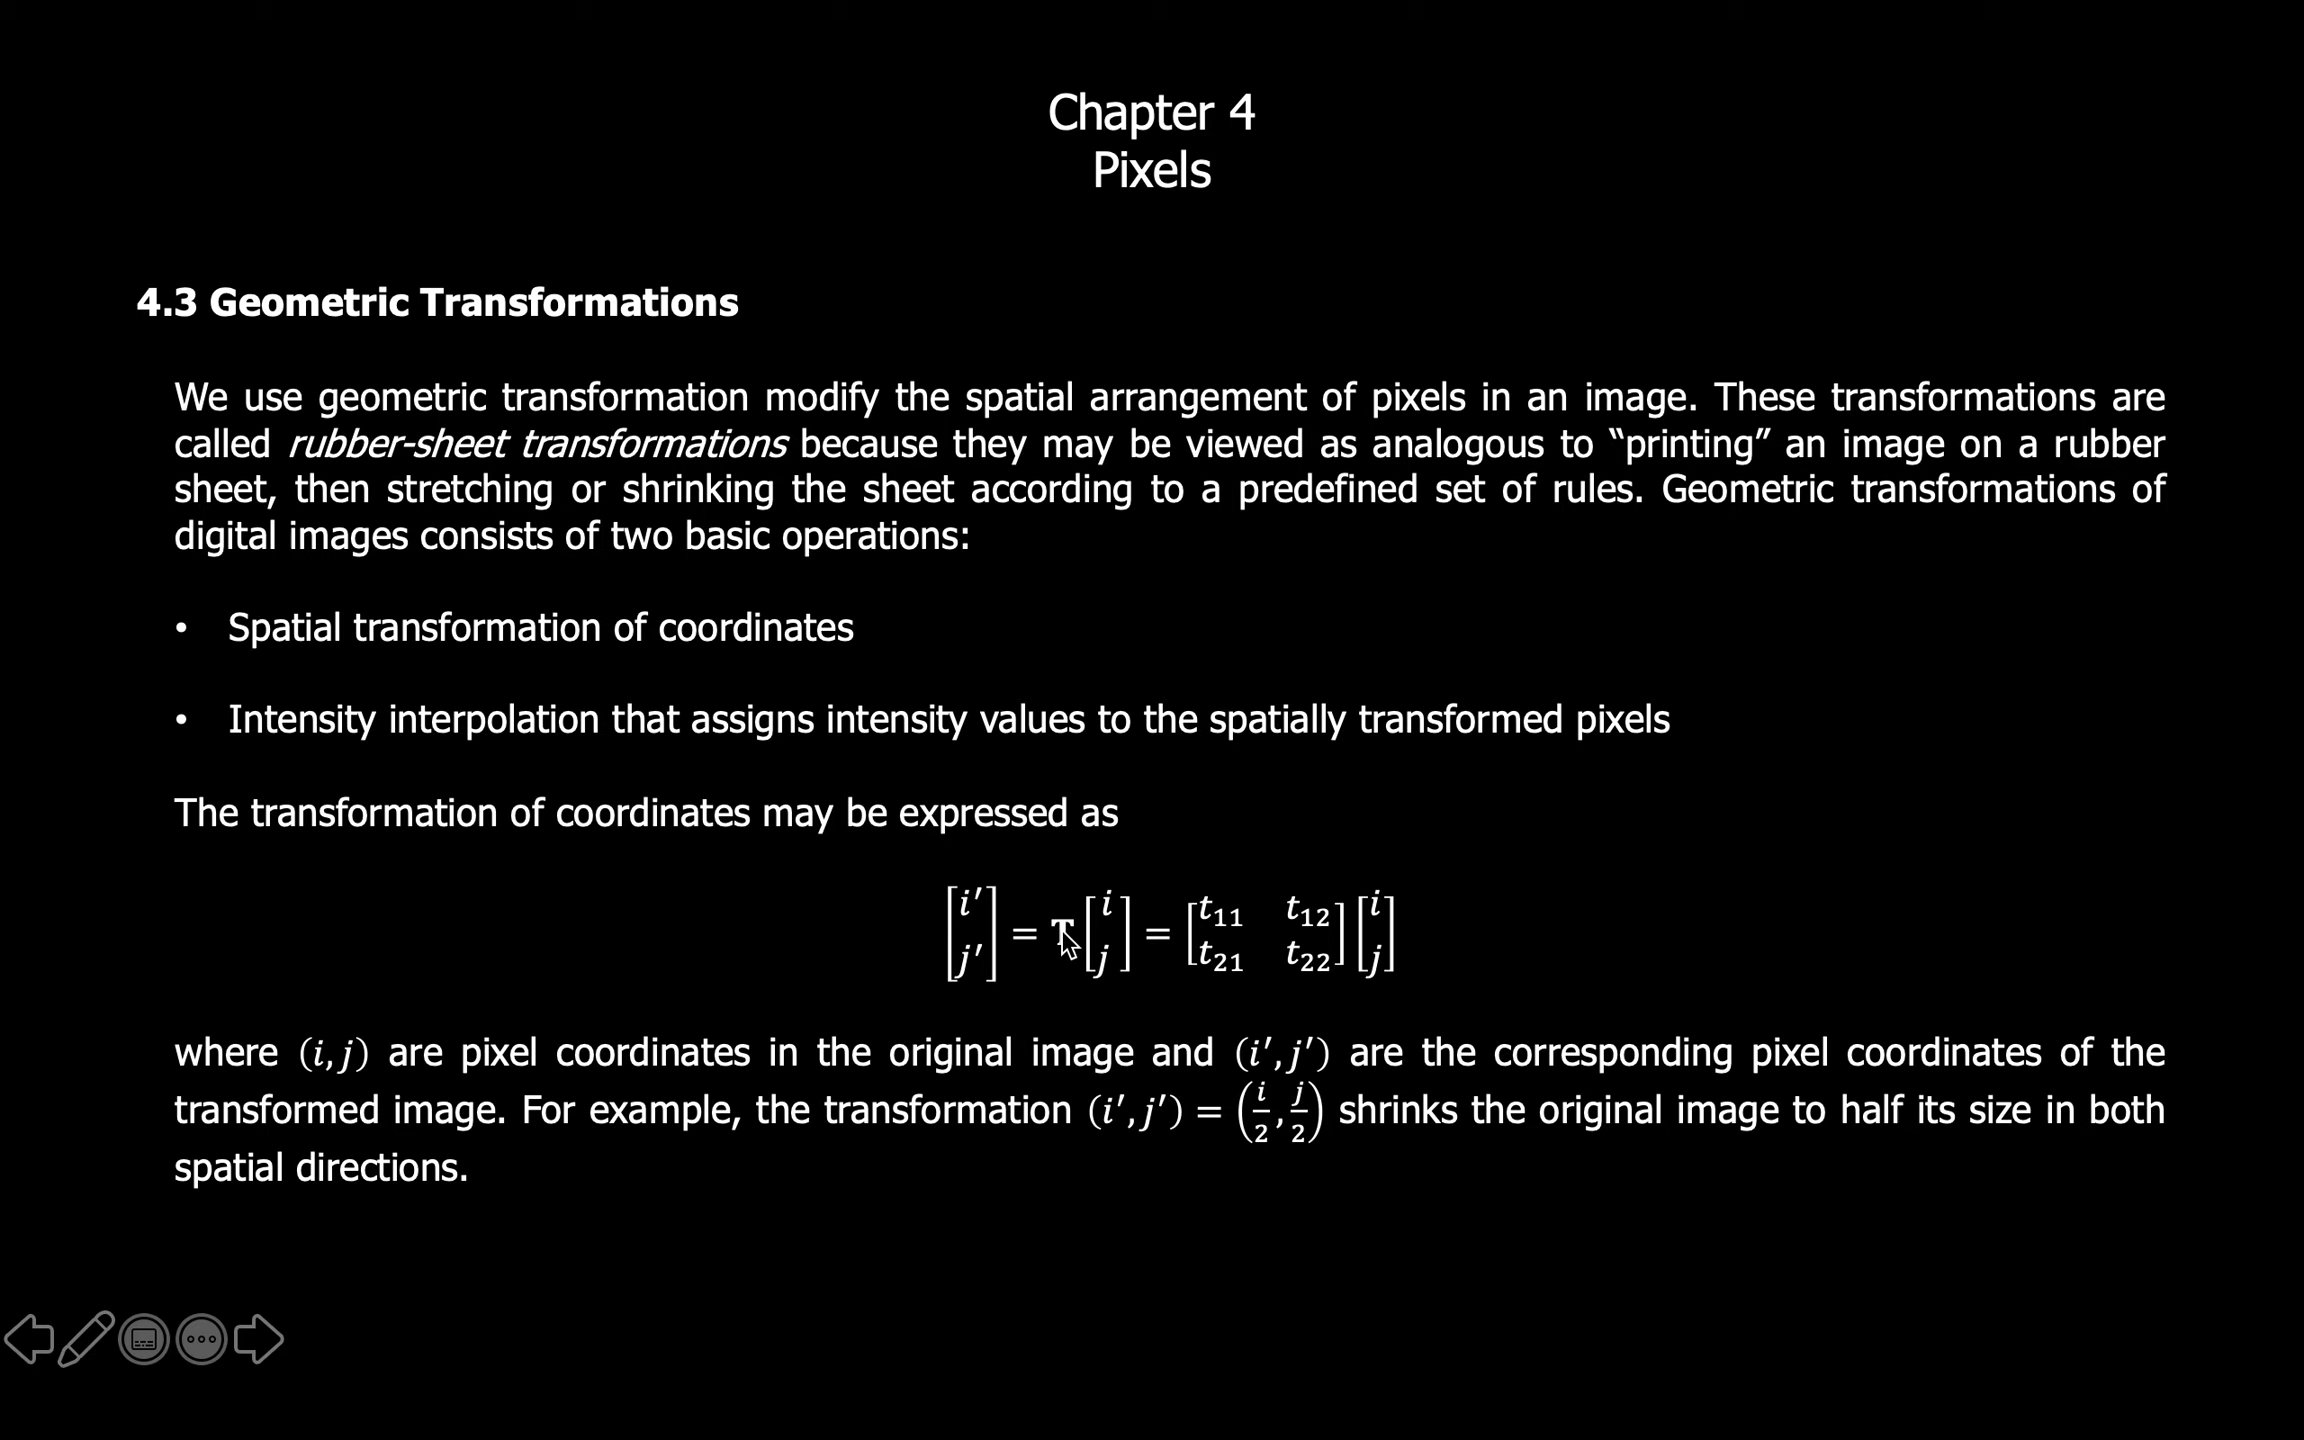 Chapter 4
Pixels
4.3 Geometric Transformations
We use geometric transformation modify the spatial arrangement of pixels in an image. These transformations are
called rubber-sheet transformations because they may be viewed as analogous to “printing” an image on a rubber
sheet, then stretching or shrinking the sheet according to a predefined set of rules. Geometric transformations of
digital images consists of two basic operations:
• Spatial transformation of coordinates
• Intensity interpolation that assigns intensity values to the spatially transformed pixels
The transformation of coordinates may be expressed as
[i′ j′] = T [i j] = [t11 t12 t21 t22] [i j]
where (i, j) are pixel coordinates in the original image and (i′, j′) are the corresponding pixel coordinates of the
transformed image. For example, the transformation (i′, j′) = (i/2, j/2) shrinks the original image to half its size in both
spatial directions.